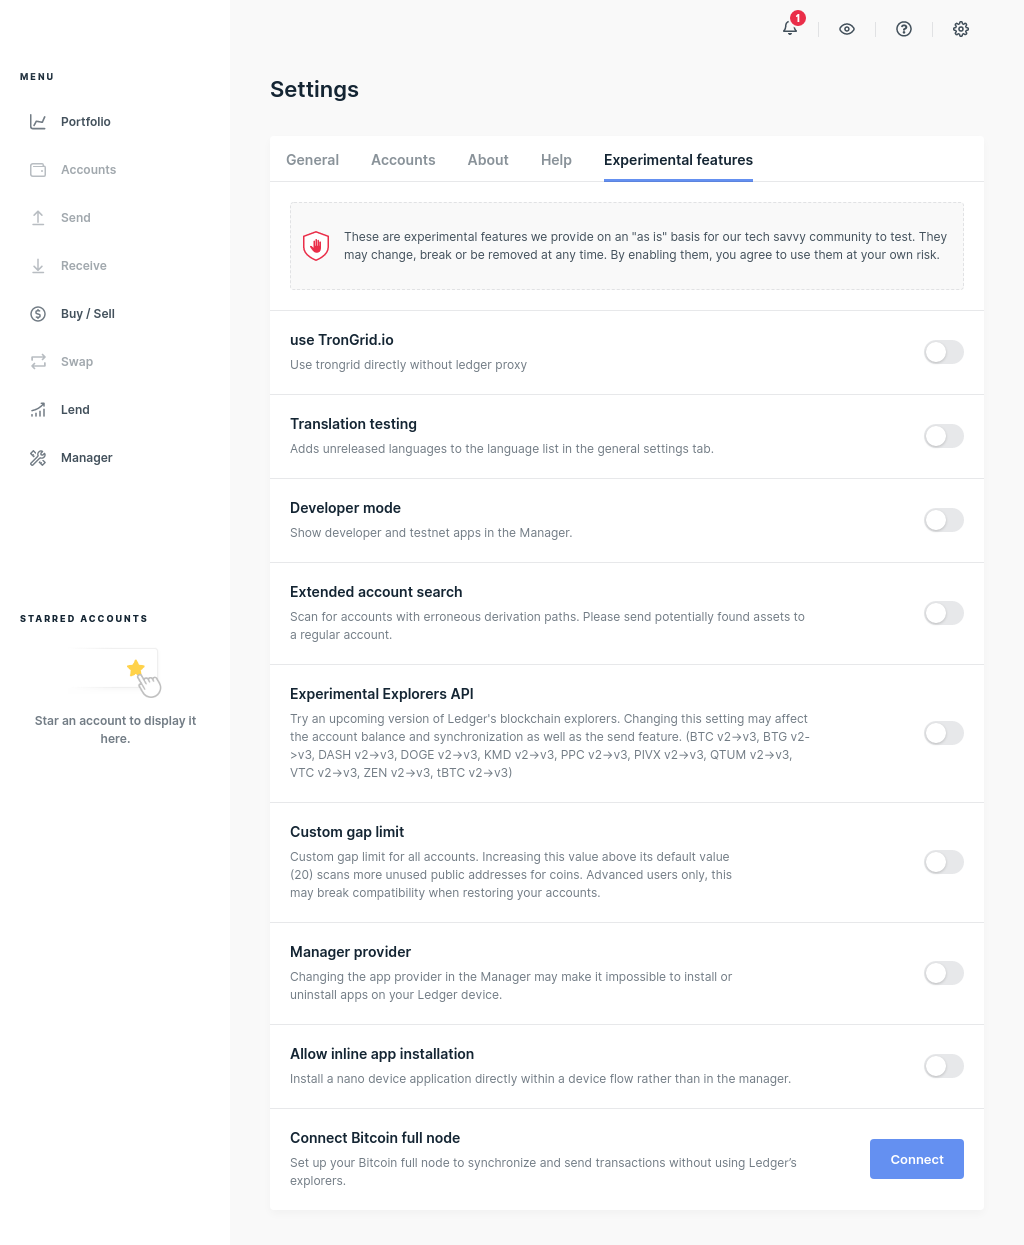 1
MENU
Portfolio
Accounts
Send
Receive
Buy / Sell
Swap
Lend
Manager
STARRED ACCOUNTS
Star an account to display it
here.
Settings
General Accounts About Help Experimental features
These are experimental features we provide on an "as is" basis for our tech savvy community to test. They
may change, break or be removed at any time. By enabling them, you agree to use them at your own risk.
use TronGrid.io
Use trongrid directly without ledger proxy
Translation testing
Adds unreleased languages to the language list in the general settings tab.
Developer mode
Show developer and testnet apps in the Manager.
Extended account search
Scan for accounts with erroneous derivation paths. Please send potentially found assets to
a regular account.
Experimental Explorers API
Try an upcoming version of Ledger's blockchain explorers. Changing this setting may affect
the account balance and synchronization as well as the send feature. (BTC v2->v3, BTG v2-
>v3, DASH v2->v3, DOGE v2->v3, KMD v2->v3, PPC v2->v3, PIVX v2->v3, QTUM v2->v3,
VTC v2->v3, ZEN v2->v3, tBTC v2->v3)
Custom gap limit
Custom gap limit for all accounts. Increasing this value above its default value
(20) scans more unused public addresses for coins. Advanced users only, this
may break compatibility when restoring your accounts.
Manager provider
Changing the app provider in the Manager may make it impossible to install or
uninstall apps on your Ledger device.
Allow inline app installation
Install a nano device application directly within a device flow rather than in the manager.
Connect Bitcoin full node
Set up your Bitcoin full node to synchronize and send transactions without using Ledger’s
explorers.
Connect